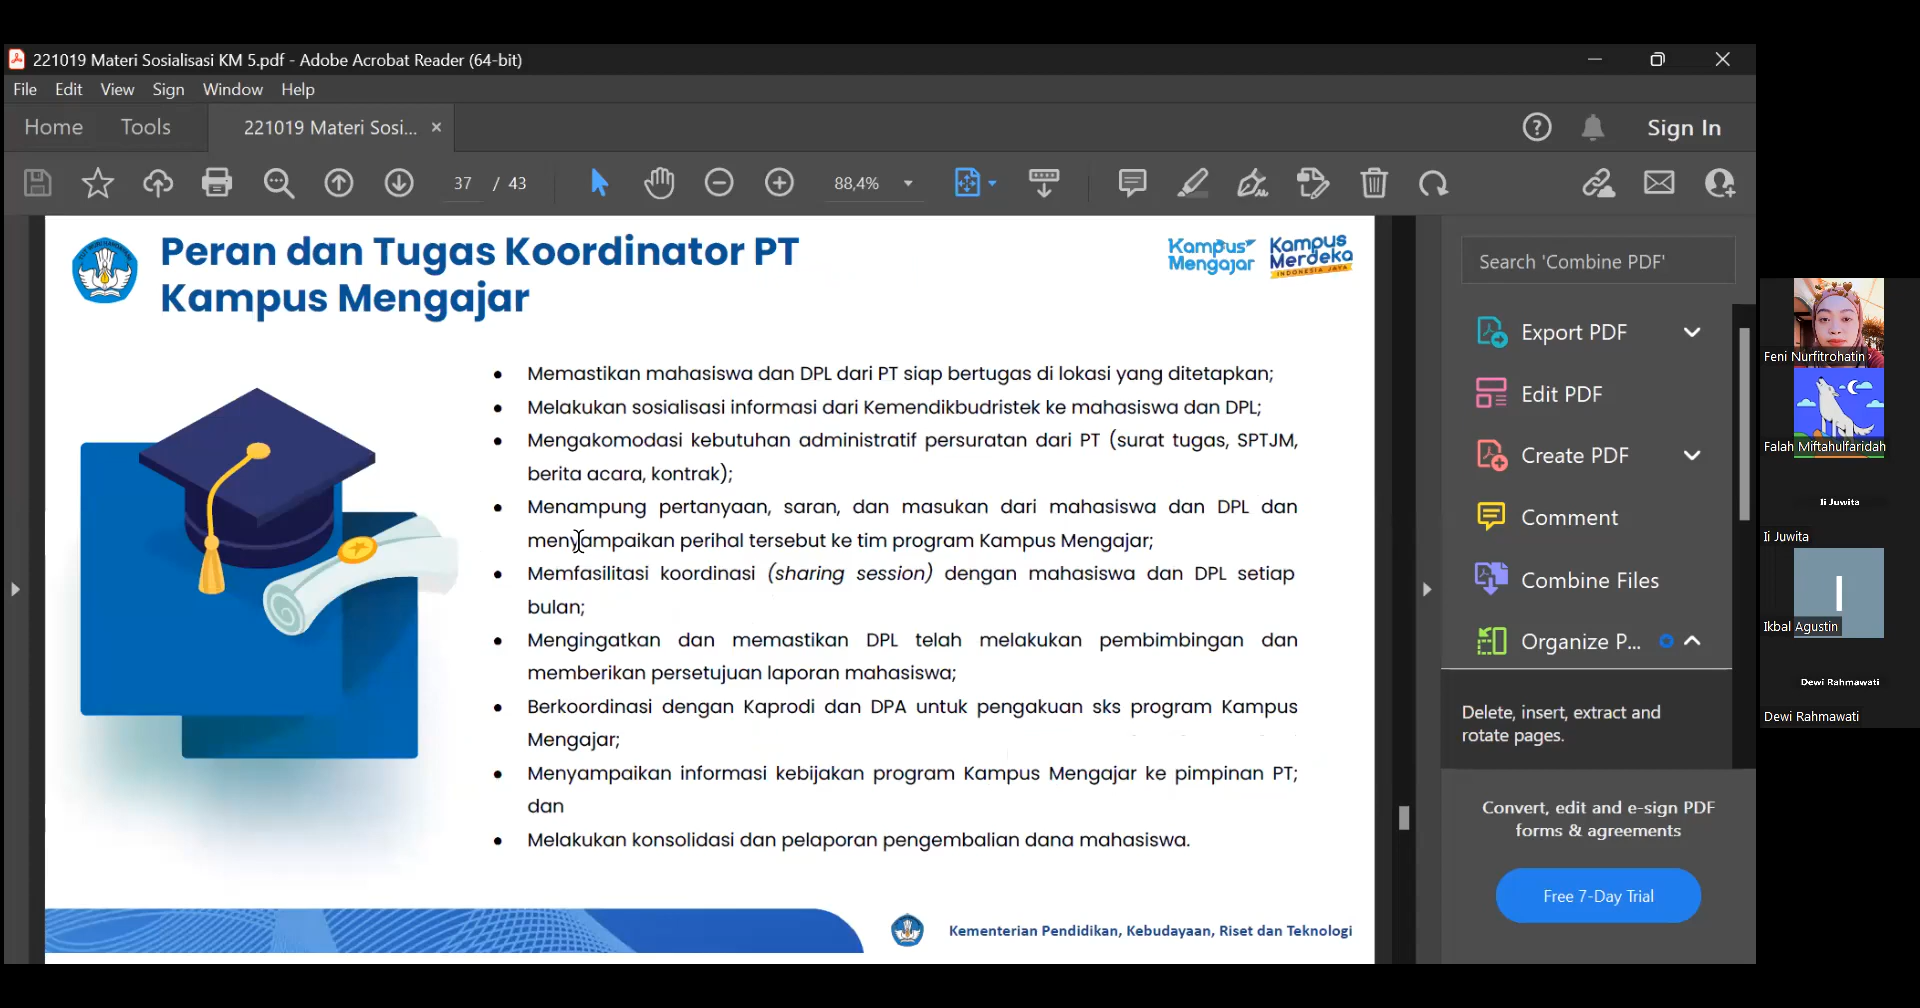 221019 Materi Sosialisasi KM 5.pdf - Adobe Acrobat Reader (64-bit)
File Edit View Sign Window Help
Home Tools 221019 Materi Sosi... × Sign In
37 / 43 88,4%
Peran dan Tugas Koordinator PT
Kampus Mengajar
Kampus
Mengajar
Kampus
Merdeka
INDONESIA JAYA
• Memastikan mahasiswa dan DPL dari PT siap bertugas di lokasi yang ditetapkan;
• Melakukan sosialisasi informasi dari Kemendikbudristek ke mahasiswa dan DPL;
• Mengakomodasi kebutuhan administratif persuratan dari PT (surat tugas, SPTJM,
berita acara, kontrak);
• Menampung pertanyaan, saran, dan masukan dari mahasiswa dan DPL dan
menyampaikan perihal tersebut ke tim program Kampus Mengajar;
• Memfasilitasi koordinasi (sharing session) dengan mahasiswa dan DPL setiap
bulan;
• Mengingatkan dan memastikan DPL telah melakukan pembimbingan dan
memberikan persetujuan laporan mahasiswa;
• Berkoordinasi dengan Kaprodi dan DPA untuk pengakuan sks program Kampus
Mengajar;
• Menyampaikan informasi kebijakan program Kampus Mengajar ke pimpinan PT;
dan
• Melakukan konsolidasi dan pelaporan pengembalian dana mahasiswa.
Kementerian Pendidikan, Kebudayaan, Riset dan Teknologi
Search 'Combine PDF'
Export PDF
Edit PDF
Create PDF
Comment
Combine Files
Organize P...
Delete, insert, extract and
rotate pages.
Convert, edit and e-sign PDF
forms & agreements
Free 7-Day Trial
Feni Nurfitrohatin
Falah Miftahulfaridah
Ii Juwita
Ii Juwita
I
Ikbal Agustin
Dewi Rahmawati
Dewi Rahmawati